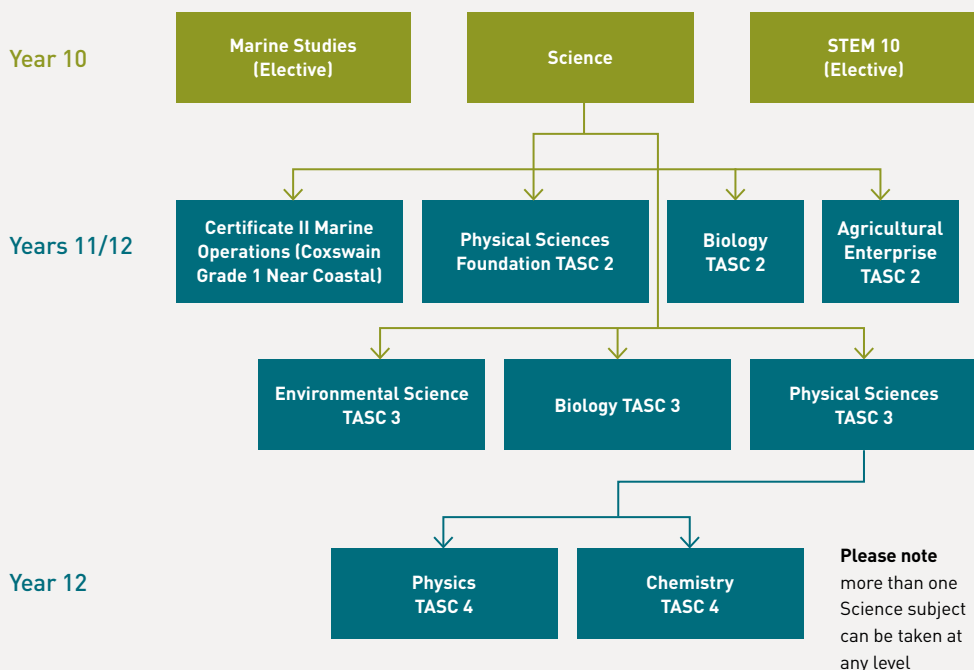 Year 10
Marine Studies
(Elective)
Science
STEM 10
(Elective)
Years 11/12
Certificate II Marine
Operations (Coxswain
Grade 1 Near Coastal)
Physical Sciences
Foundation TASC 2
Biology
TASC 2
Agricultural
Enterprise
TASC 2
Environmental Science
TASC 3
Biology TASC 3
Physical Sciences
TASC 3
Year 12
Physics
TASC 4
Chemistry
TASC 4
Please note
more than one
Science subject
can be taken at
any level